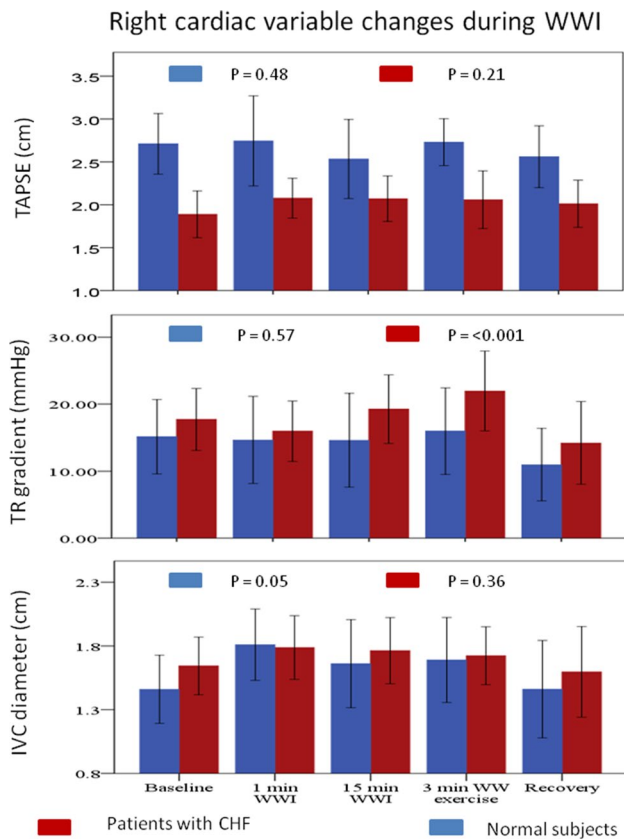 Right cardiac variable changes during WWI
P = 0.48 P = 0.21
TAPSE (cm)
3.5
3.0
2.5
2.0
1.5
1.0
P = 0.57 P = <0.001
TR gradient (mmHg)
30.00
20.00
10.00
0.00
P = 0.05 P = 0.36
IVC diameter (cm)
2.3
1.8
1.3
0.8
Baseline 1 min 15 min 3 min WW Recovery
WWI WWI exercise
Patients with CHF Normal subjects